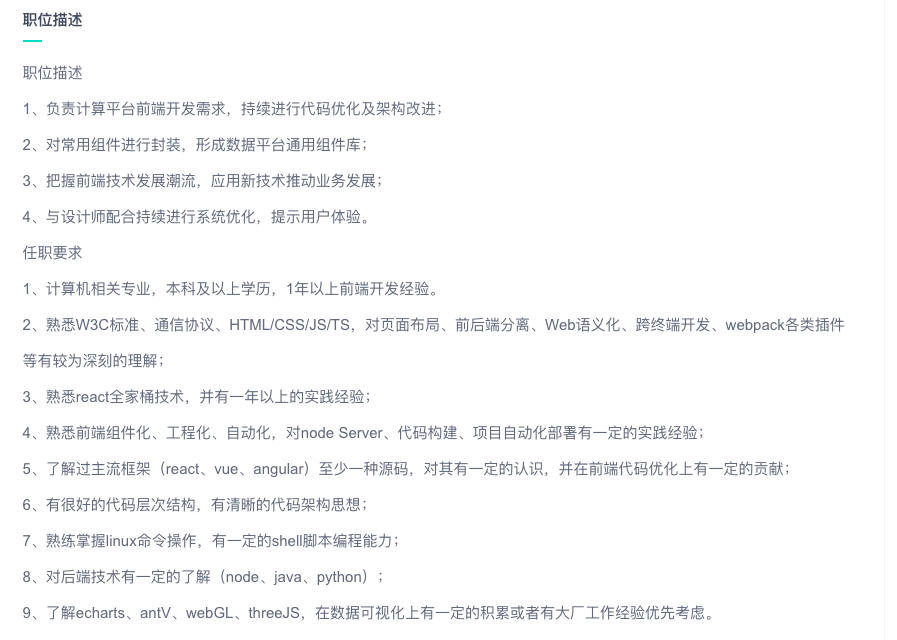 职位描述
职位描述
1、负责计算平台前端开发需求，持续进行代码优化及架构改进；
2、对常用组件进行封装，形成数据平台通用组件库；
3、把握前端技术发展潮流，应用新技术推动业务发展；
4、与设计师配合持续进行系统优化，提示用户体验。
任职要求
1、计算机相关专业，本科及以上学历，1年以上前端开发经验。
2、熟悉W3C标准、通信协议、HTML/CSS/JS/TS，对页面布局、前后端分离、Web语义化、跨终端开发、webpack各类插件
等有较为深刻的理解；
3、熟悉react全家桶技术，并有一年以上的实践经验；
4、熟悉前端组件化、工程化、自动化，对node Server、代码构建、项目自动化部署有一定的实践经验；
5、了解过主流框架（react、vue、angular）至少一种源码，对其有一定的认识，并在前端代码优化上有一定的贡献；
6、有很好的代码层次结构，有清晰的代码架构思想；
7、熟练掌握linux命令操作，有一定的shell脚本编程能力；
8、对后端技术有一定的了解（node、java、python）；
9、了解echarts、antV、webGL、threeJS，在数据可视化上有一定的积累或者有大厂工作经验优先考虑。